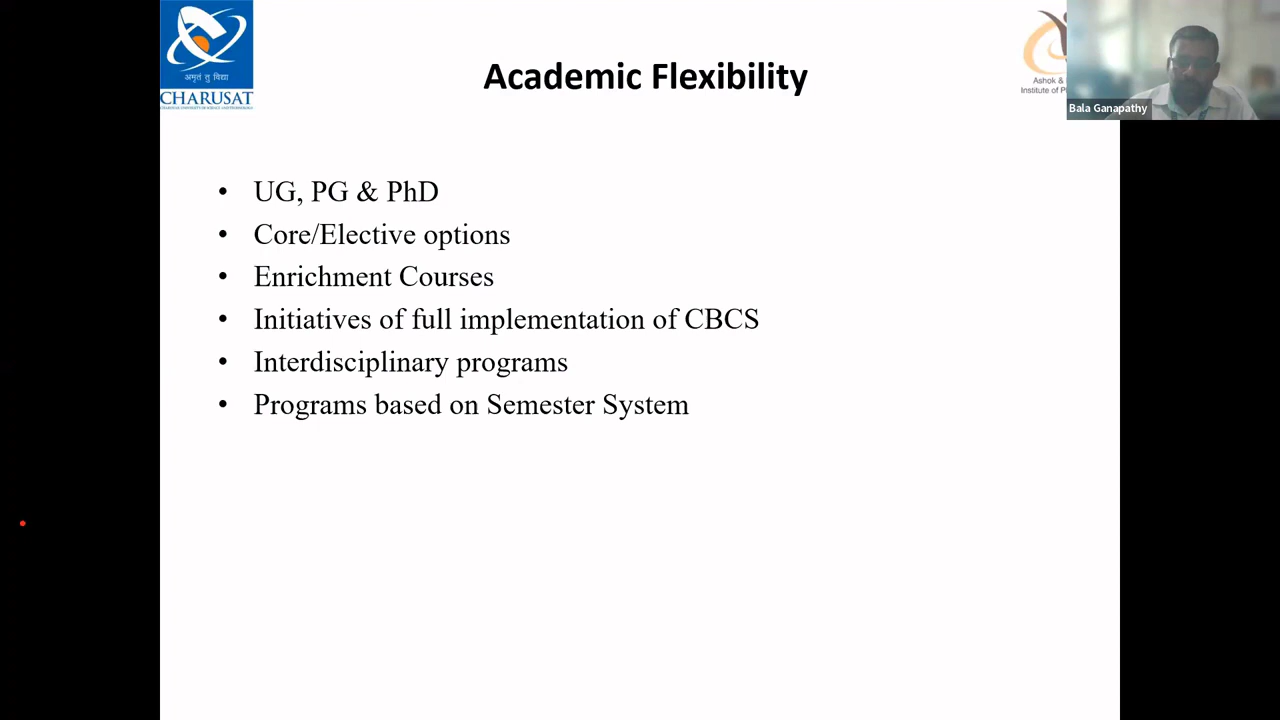 अमृतं तु विद्या
CHARUSAT
Academic Flexibility
Ashok &
Institute of P
Bala Ganapathy
• UG, PG & PhD
• Core/Elective options
• Enrichment Courses
• Initiatives of full implementation of CBCS
• Interdisciplinary programs
• Programs based on Semester System